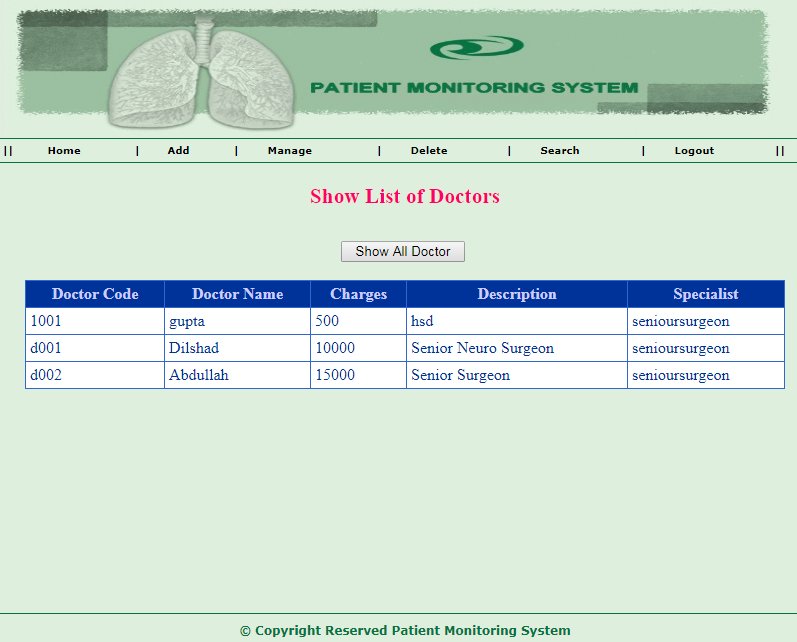 PATIENT MONITORING SYSTEM
|| Home | Add | Manage | Delete | Search | Logout ||
Show List of Doctors
Show All Doctor
Doctor Code Doctor Name Charges Description Specialist
1001 gupta 500 hsd senioursurgeon
d001 Dilshad 10000 Senior Neuro Surgeon senioursurgeon
d002 Abdullah 15000 Senior Surgeon senioursurgeon
© Copyright Reserved Patient Monitoring System